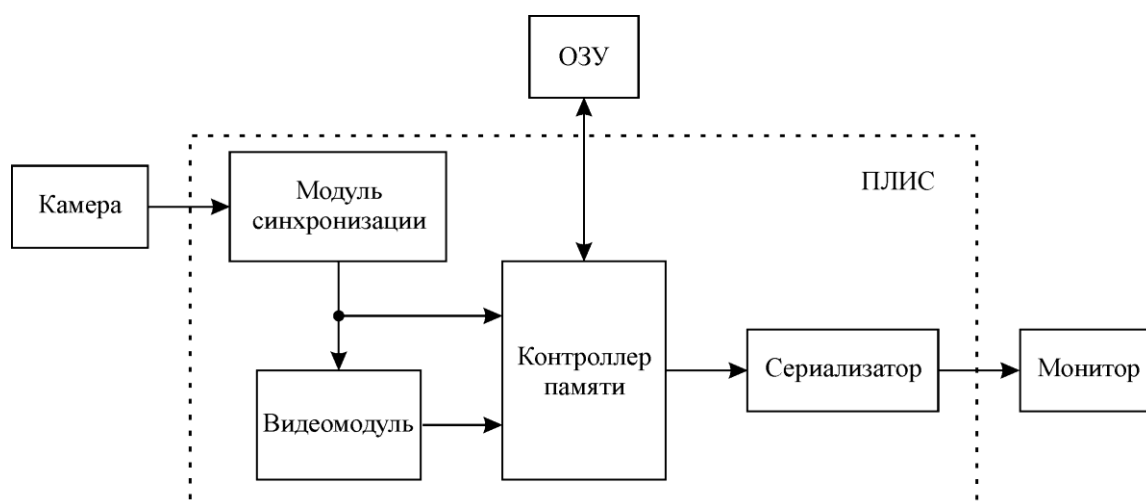 ОЗУ
ПЛИС
Камера
Модуль
синхронизации
Контроллер
памяти
Сериализатор
Монитор
Видеомодуль